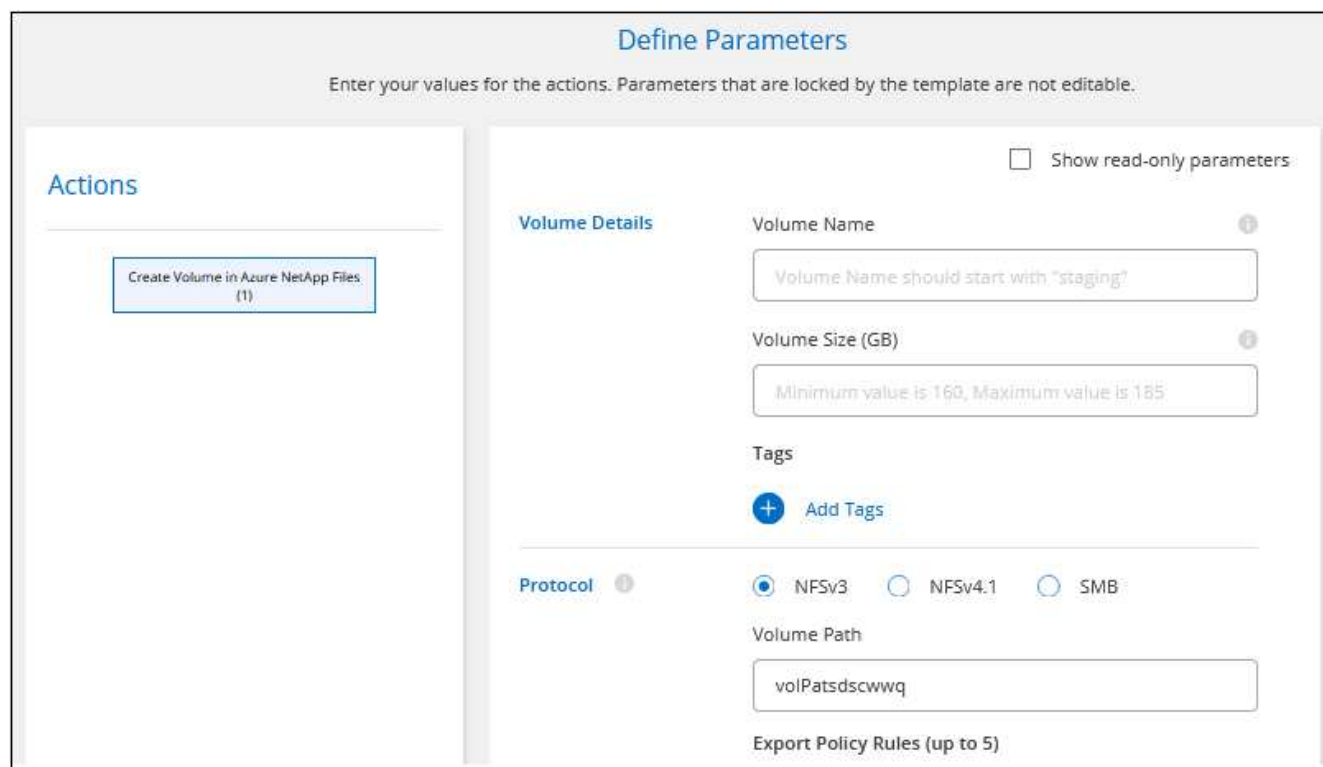 Define Parameters
Enter your values for the actions. Parameters that are locked by the template are not editable.
Actions
Create Volume in Azure NetApp Files
(1)
Show read-only parameters
Volume Details
Volume Name
Volume Name should start with "staging"
Volume Size (GB)
Minimum value is 160, Maximum value is 185
Tags
Add Tags
Protocol
NFSv3 NFSv4.1 SMB
Volume Path
volPatsdscwwq
Export Policy Rules (up to 5)